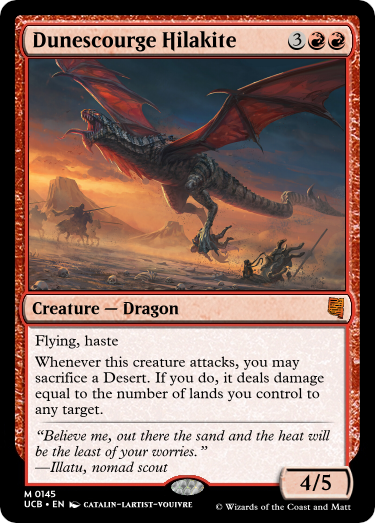 Dunescourge Hilakite 3
Creature — Dragon
Flying, haste
Whenever this creature attacks, you may
sacrifice a Desert. If you do, it deals damage
equal to the number of lands you control to
any target.
“Believe me, out there the sand and the heat will
be the least of your worries.”
—Illatu, nomad scout
4/5
M 0145
UCB • EN CATALIN-LARTIST-VOUIVRE
© Wizards of the Coast and Matt